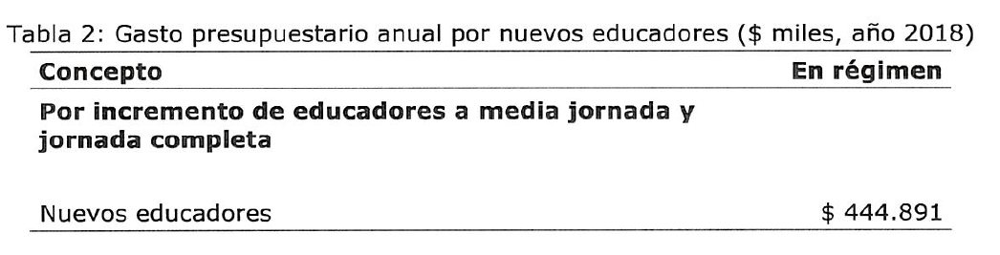 Tabla 2: Gasto presupuestario anual por nuevos educadores ($ miles, año 2018)
Concepto En régimen
Por incremento de educadores a media jornada y
jornada completa
Nuevos educadores $ 444.891